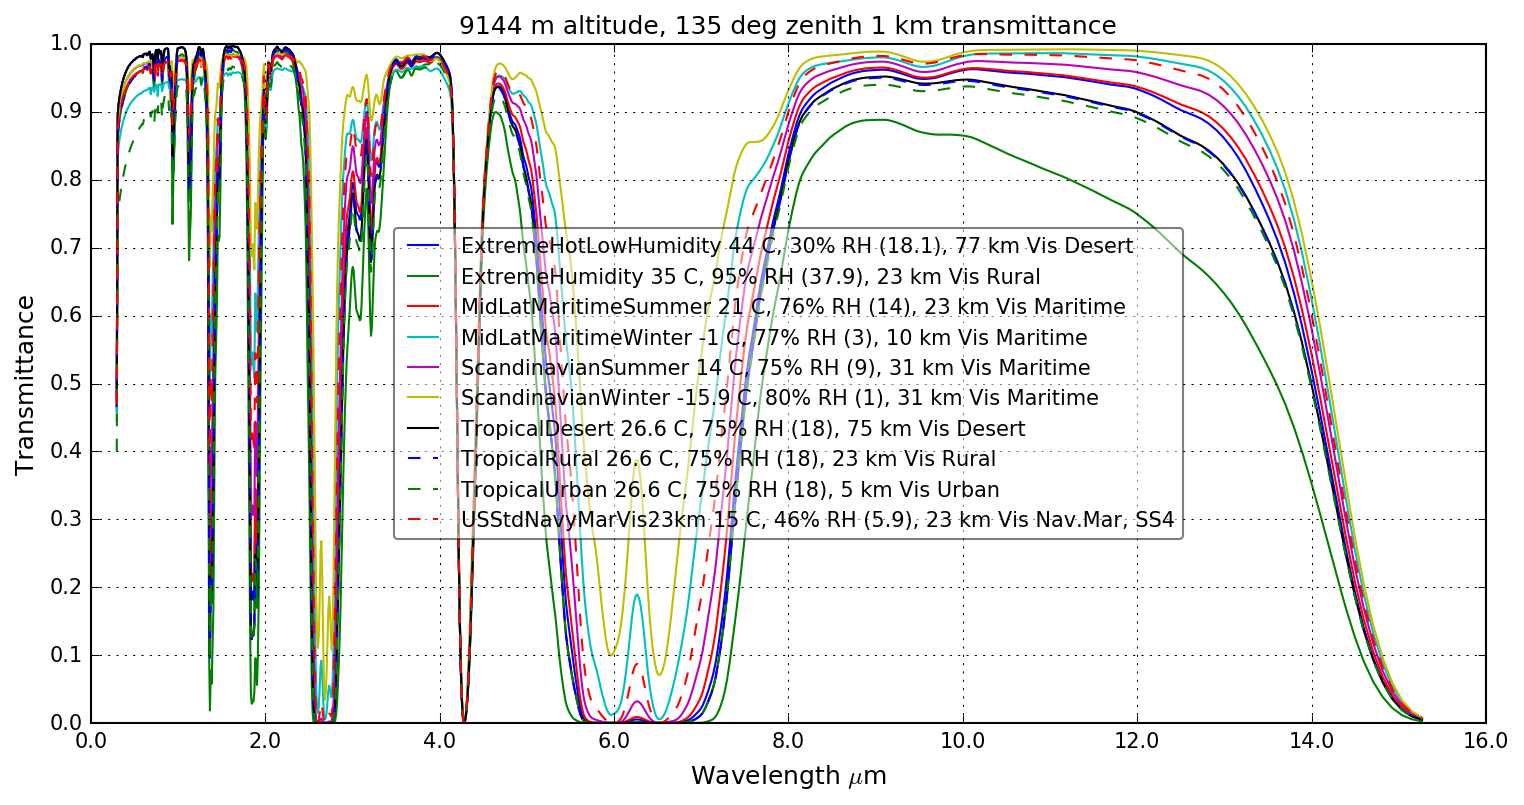 9144 m altitude, 135 deg zenith 1 km transmittance
1.0
0.9
0.8
0.7
0.6
0.5
0.4
0.3
0.2
0.1
0.0
Transmittance
ExtremeHotLowHumidity 44 C, 30% RH (18.1), 77 km Vis Desert
ExtremeHumidity 35 C, 95% RH (37.9), 23 km Vis Rural
MidLatMaritimeSummer 21 C, 76% RH (14), 23 km Vis Maritime
MidLatMaritimeWinter -1 C, 77% RH (3), 10 km Vis Maritime
ScandinavianSummer 14 C, 75% RH (9), 31 km Vis Maritime
ScandinavianWinter -15.9 C, 80% RH (1), 31 km Vis Maritime
TropicalDesert 26.6 C, 75% RH (18), 75 km Vis Desert
TropicalRural 26.6 C, 75% RH (18), 23 km Vis Rural
TropicalUrban 26.6 C, 75% RH (18), 5 km Vis Urban
USStdNavyMarVis23km 15 C, 46% RH (5.9), 23 km Vis Nav.Mar, SS4
0.0 2.0 4.0 6.0 8.0 10.0 12.0 14.0 16.0
Wavelength μm